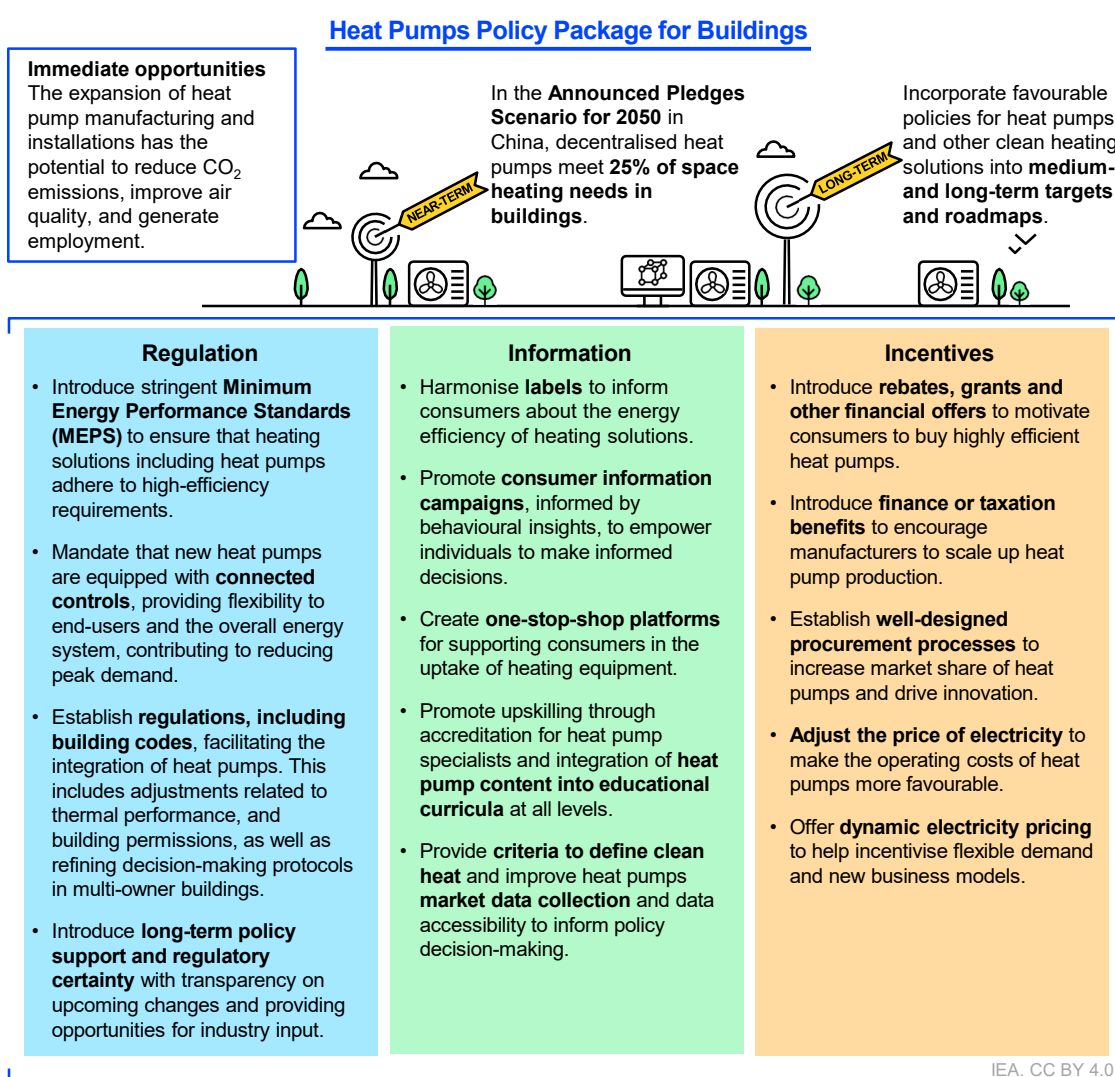 Heat Pumps Policy Package for Buildings
Immediate opportunities
The expansion of heat
pump manufacturing and
installations has the
potential to reduce CO₂
emissions, improve air
quality, and generate
employment.
NEAR-TERM
In the Announced Pledges
Scenario for 2050 in
China, decentralised heat
pumps meet 25% of space
heating needs in
buildings.
LONG-TERM
Incorporate favourable
policies for heat pumps
and other clean heating
solutions into medium-
and long-term targets
and roadmaps.
Regulation
• Introduce stringent Minimum
Energy Performance Standards
(MEPS) to ensure that heating
solutions including heat pumps
adhere to high-efficiency
requirements.
• Mandate that new heat pumps
are equipped with connected
controls, providing flexibility to
end-users and the overall energy
system, contributing to reducing
peak demand.
• Establish regulations, including
building codes, facilitating the
integration of heat pumps. This
includes adjustments related to
thermal performance, and
building permissions, as well as
refining decision-making protocols
in multi-owner buildings.
• Introduce long-term policy
support and regulatory
certainty with transparency on
upcoming changes and providing
opportunities for industry input.
Information
• Harmonise labels to inform
consumers about the energy
efficiency of heating solutions.
• Promote consumer information
campaigns, informed by
behavioural insights, to empower
individuals to make informed
decisions.
• Create one-stop-shop platforms
for supporting consumers in the
uptake of heating equipment.
• Promote upskilling through
accreditation for heat pump
specialists and integration of heat
pump content into educational
curricula at all levels.
• Provide criteria to define clean
heat and improve heat pumps
market data collection and data
accessibility to inform policy
decision-making.
Incentives
• Introduce rebates, grants and
other financial offers to motivate
consumers to buy highly efficient
heat pumps.
• Introduce finance or taxation
benefits to encourage
manufacturers to scale up heat
pump production.
• Establish well-designed
procurement processes to
increase market share of heat
pumps and drive innovation.
• Adjust the price of electricity to
make the operating costs of heat
pumps more favourable.
• Offer dynamic electricity pricing
to help incentivise flexible demand
and new business models.
IEA. CC BY 4.0